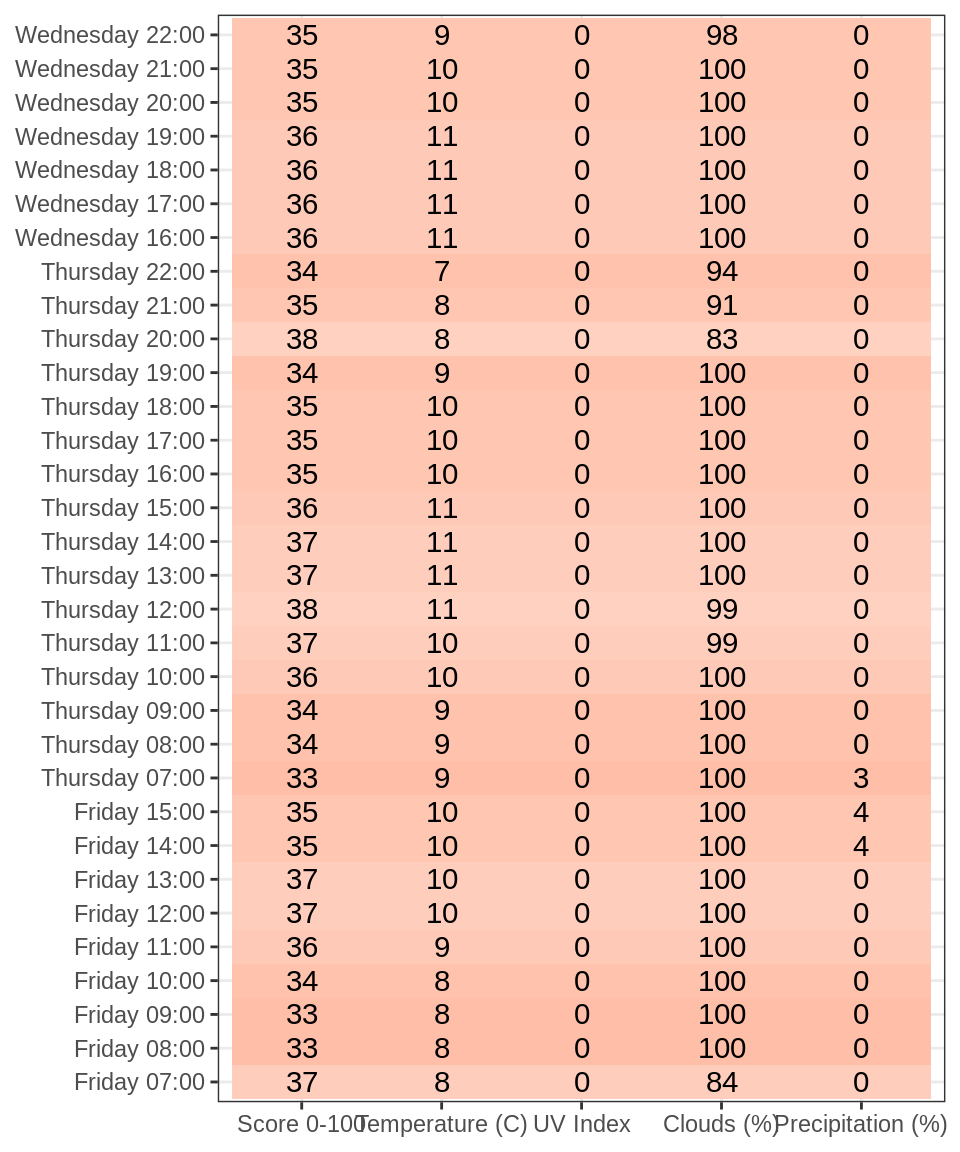 Wednesday 22:00 35 9 0 98 0
Wednesday 21:00 35 10 0 100 0
Wednesday 20:00 35 10 0 100 0
Wednesday 19:00 36 11 0 100 0
Wednesday 18:00 36 11 0 100 0
Wednesday 17:00 36 11 0 100 0
Wednesday 16:00 36 11 0 100 0
Thursday 22:00 34 7 0 94 0
Thursday 21:00 35 8 0 91 0
Thursday 20:00 38 8 0 83 0
Thursday 19:00 34 9 0 100 0
Thursday 18:00 35 10 0 100 0
Thursday 17:00 35 10 0 100 0
Thursday 16:00 35 10 0 100 0
Thursday 15:00 36 11 0 100 0
Thursday 14:00 37 11 0 100 0
Thursday 13:00 37 11 0 100 0
Thursday 12:00 38 11 0 99 0
Thursday 11:00 37 10 0 99 0
Thursday 10:00 36 10 0 100 0
Thursday 09:00 34 9 0 100 0
Thursday 08:00 34 9 0 100 0
Thursday 07:00 33 9 0 100 3
Friday 15:00 35 10 0 100 4
Friday 14:00 35 10 0 100 4
Friday 13:00 37 10 0 100 0
Friday 12:00 37 10 0 100 0
Friday 11:00 36 9 0 100 0
Friday 10:00 34 8 0 100 0
Friday 09:00 33 8 0 100 0
Friday 08:00 33 8 0 100 0
Friday 07:00 37 8 0 84 0
Score 0-100 Temperature (C) UV Index Clouds (%) Precipitation (%)